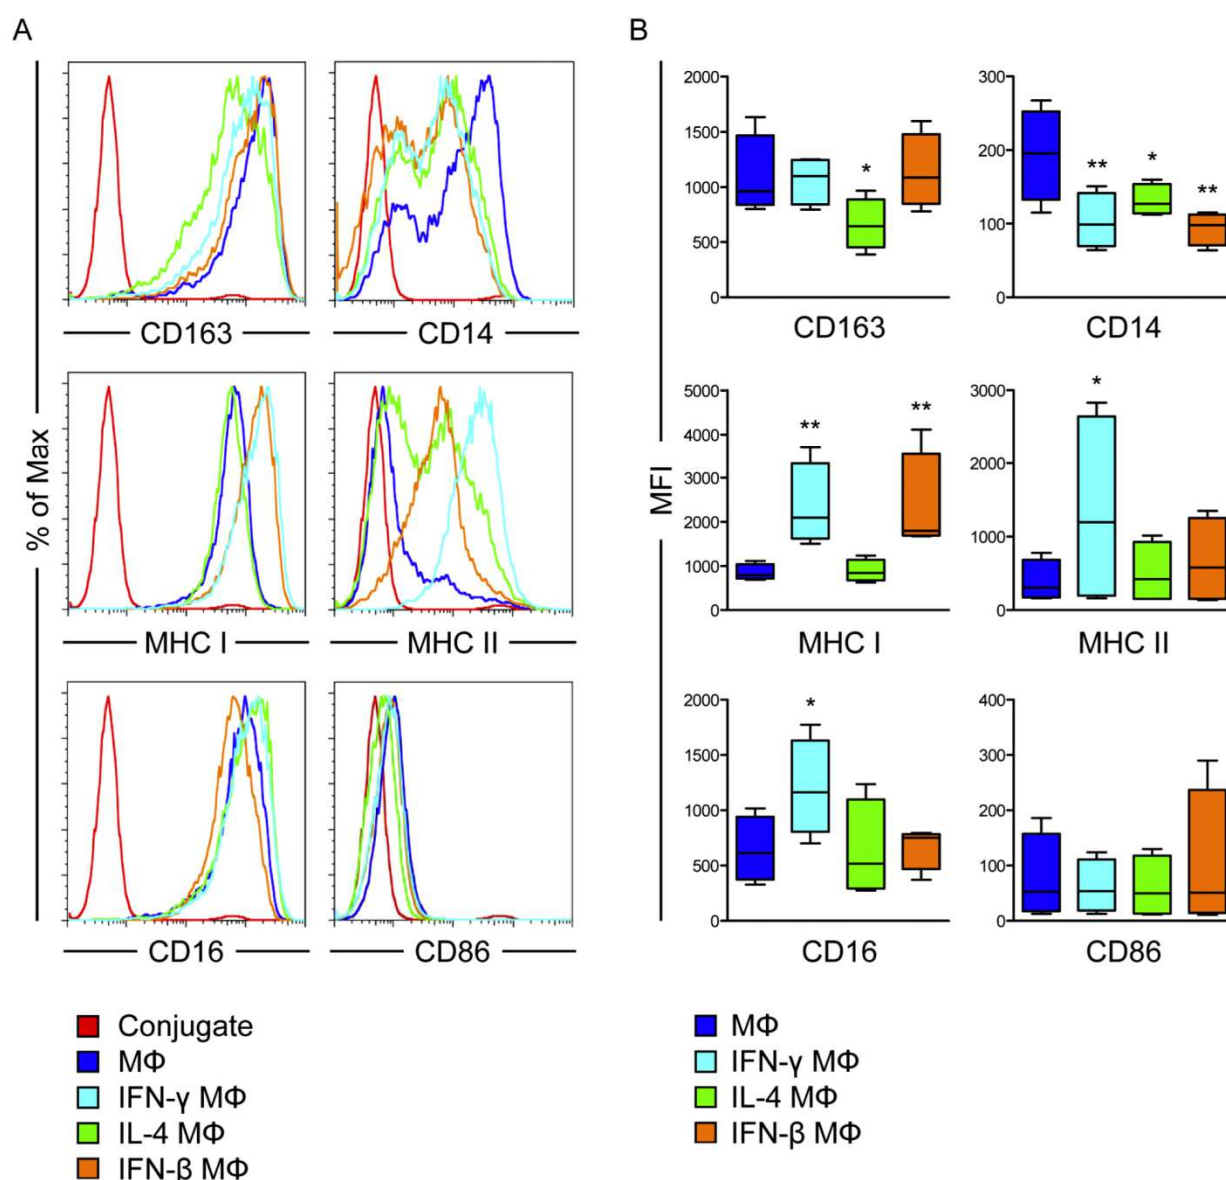 A
B
% of Max
CD163
CD14
MHC I
MHC II
CD16
CD86
Conjugate
MΦ
IFN-γ MΦ
IL-4 MΦ
IFN-β MΦ
MFI
2000
1500
1000
500
0
*
CD163
300
200
100
0
**
*
**
CD14
5000
4000
3000
2000
1000
0
**
**
MHC I
3000
2000
1000
0
*
MHC II
2000
1500
1000
500
0
*
CD16
400
300
200
100
0
CD86
MΦ
IFN-γ MΦ
IL-4 MΦ
IFN-β MΦ